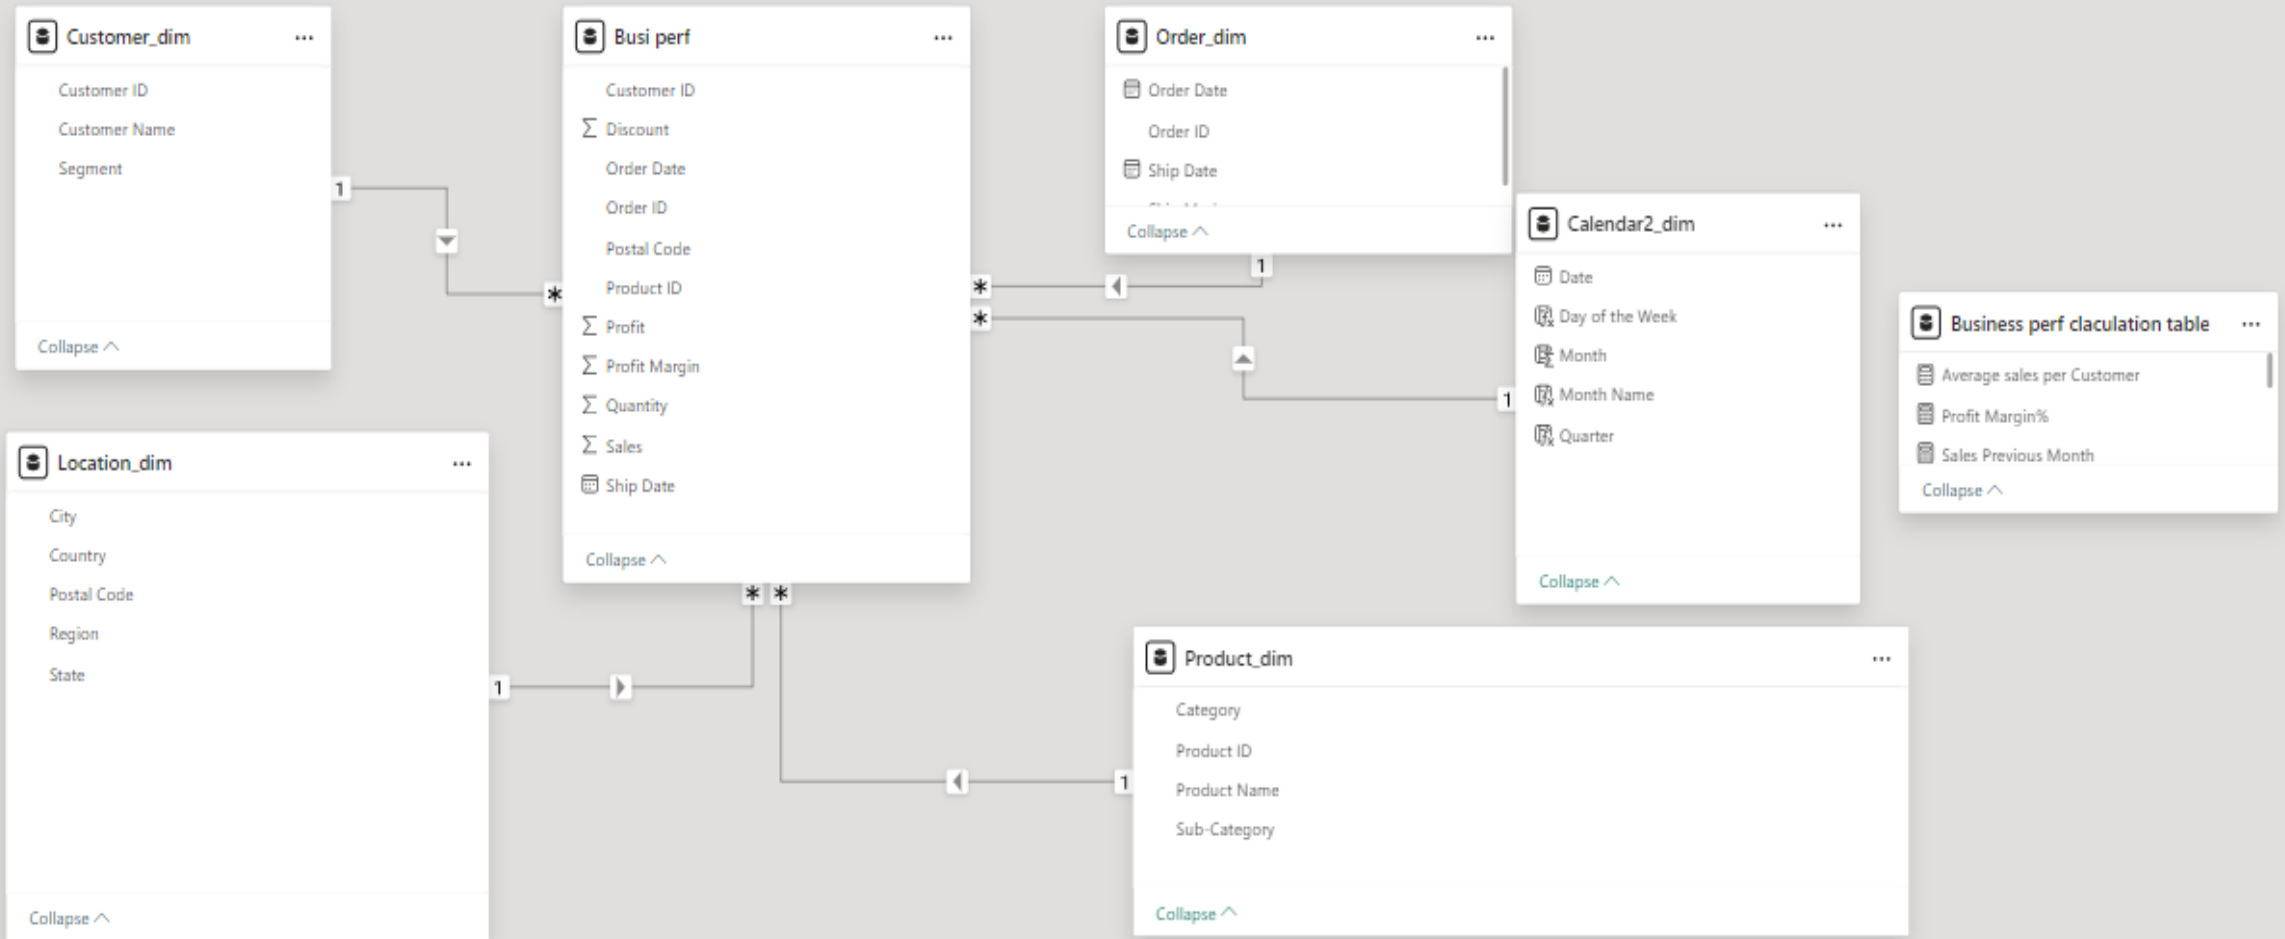 Customer_dim
Customer ID
Customer Name
Segment
1
Collapse
Busi perf
Customer ID
Discount
Order Date
Order ID
Postal Code
Product ID
Profit
Profit Margin
Quantity
Sales
Ship Date
Collapse
*
*
*
*
*
Order_dim
Order Date
Order ID
Ship Date
Collapse
1
Calendar2_dim
Date
Day of the Week
Month
Month Name
Quarter
Collapse
1
Business perf claculation table
Average sales per Customer
Profit Margin%
Sales Previous Month
Collapse
Location_dim
City
Country
Postal Code
Region
State
1
Collapse
Product_dim
Category
Product ID
Product Name
Sub-Category
1
Collapse